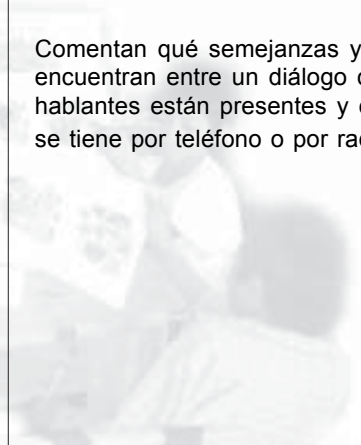 Comentan qué semejanzas y
encuentran entre un diálogo
hablantes están presentes y
se tiene por teléfono o por